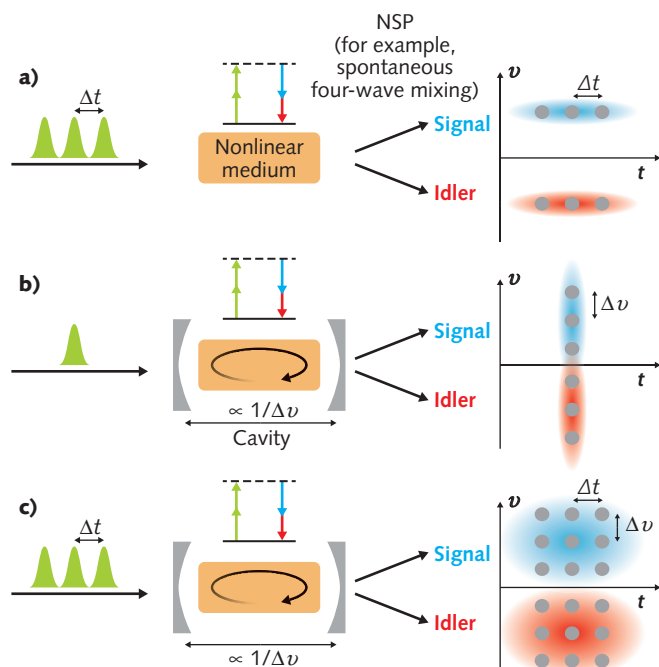 NSP
(for example,
spontaneous
four-wave mixing)
a)
Δt
Nonlinear
medium
Signal
Idler
υ
Δt
t
b)
∝ 1/Δυ
Cavity
Signal
Idler
υ
Δυ
t
c)
Δt
∝ 1/Δυ
Signal
Idler
υ
Δt
Δυ
t